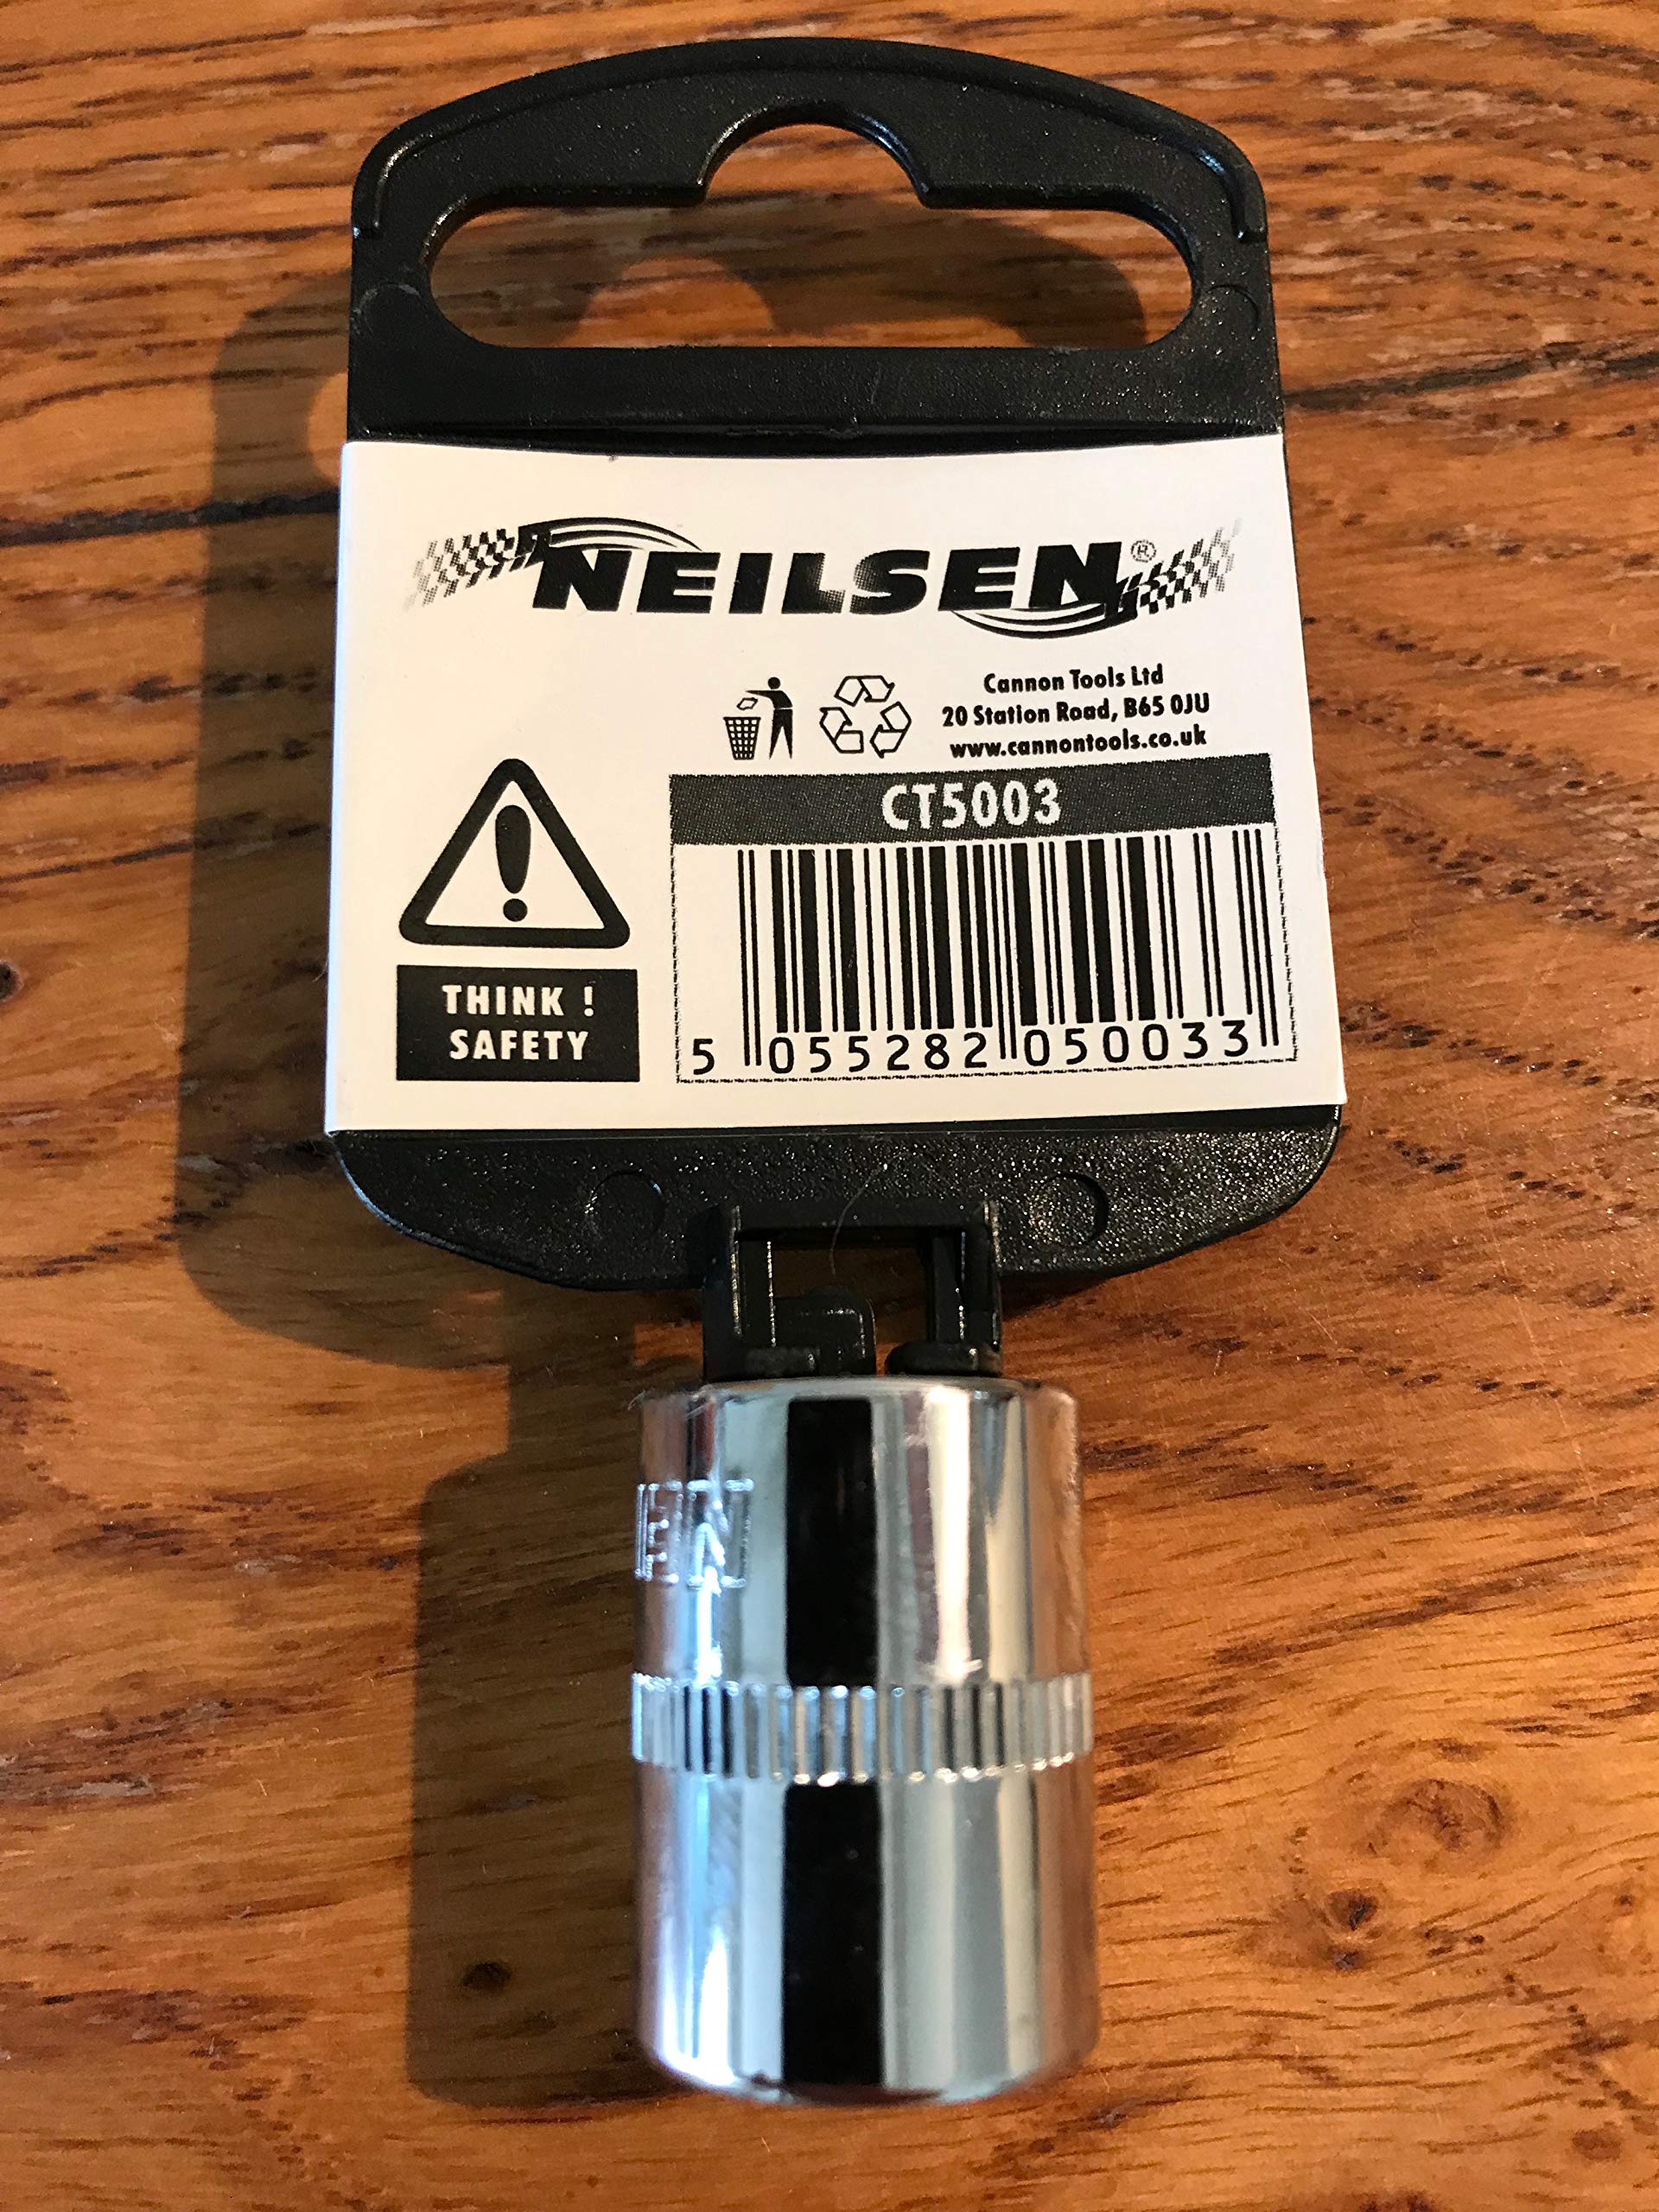 NEILSEN®
Cannon Tools Ltd
20 Station Road, B65 0JU
www.cannontools.co.uk
CT5003
THINK !
SAFETY
5 055282 050033
EN